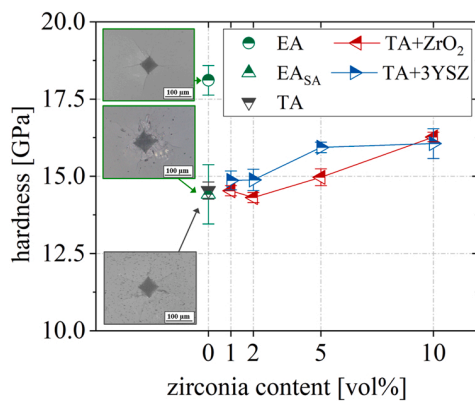 20.0
17.5
15.0
12.5
10.0
hardness [GPa]
100 µm
100 µm
100 µm
EA
EA_SA
TA
TA+ZrO₂
TA+3YSZ
0 1 2 5 10
zirconia content [vol%]